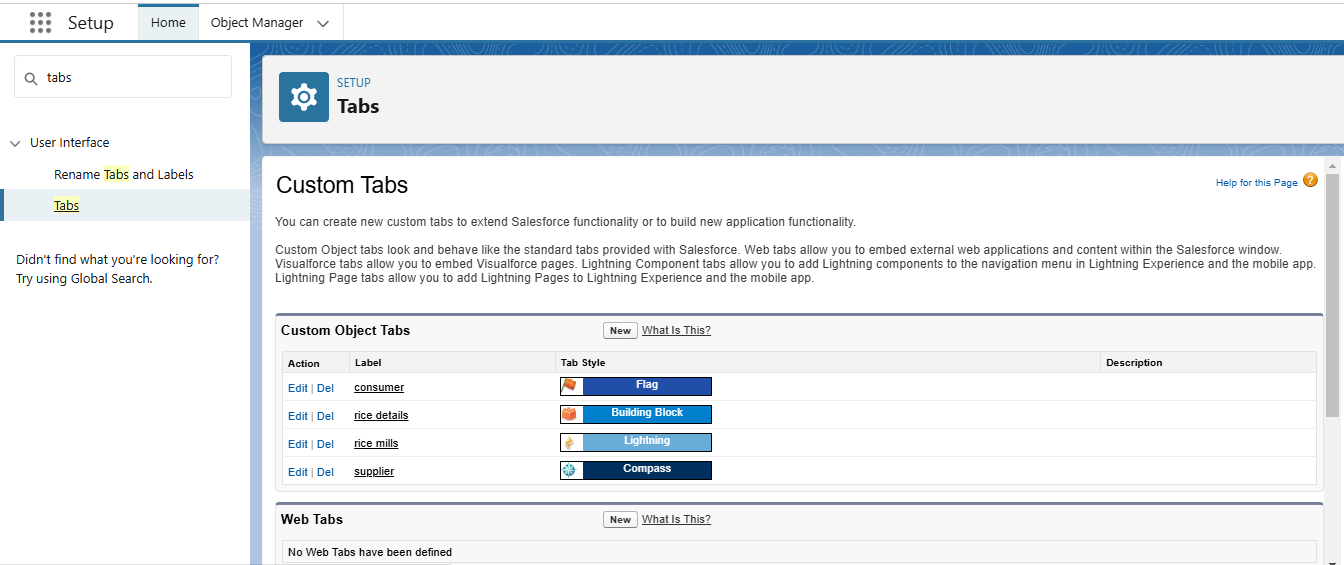 Setup
Home
Object Manager
tabs
User Interface
Rename Tabs and Labels
Tabs
Didn't find what you're looking for?
Try using Global Search.
SETUP
Tabs
Custom Tabs
Help for this Page ?
You can create new custom tabs to extend Salesforce functionality or to build new application functionality.
Custom Object tabs look and behave like the standard tabs provided with Salesforce. Web tabs allow you to embed external web applications and content within the Salesforce window.
Visualforce tabs allow you to embed Visualforce pages. Lightning Component tabs allow you to add Lightning components to the navigation menu in Lightning Experience and the mobile app.
Lightning Page tabs allow you to add Lightning Pages to Lightning Experience and the mobile app.
Custom Object Tabs New What Is This?
Action Label Tab Style Description
Edit | Del consumer Flag
Edit | Del rice details Building Block
Edit | Del rice mills Lightning
Edit | Del supplier Compass
Web Tabs New What Is This?
No Web Tabs have been defined